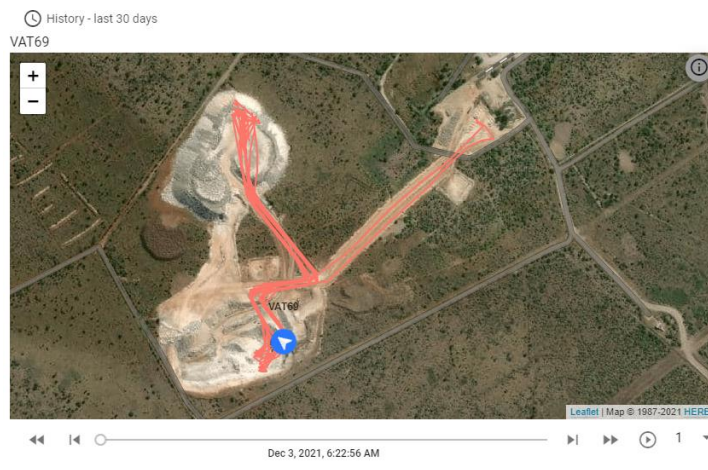 History - last 30 days
VAT69
+
−
VAT69
Leaflet | Map © 1987-2021 HERE
Dec 3, 2021, 6:22:56 AM
1